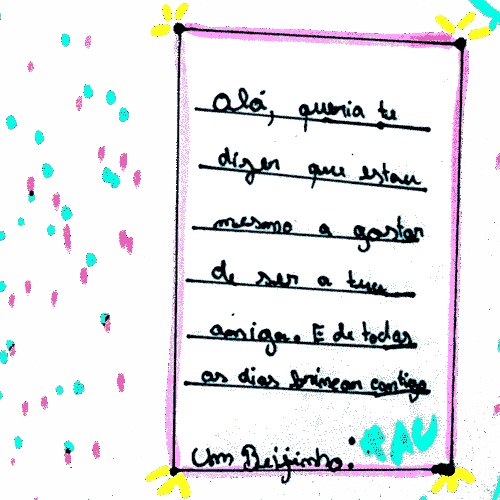 Olá, queria te
dizer que estou
mesmo a gostar
de ser a tua
amiga. E de todos
os dias brincar contigo
Um Beijinho.